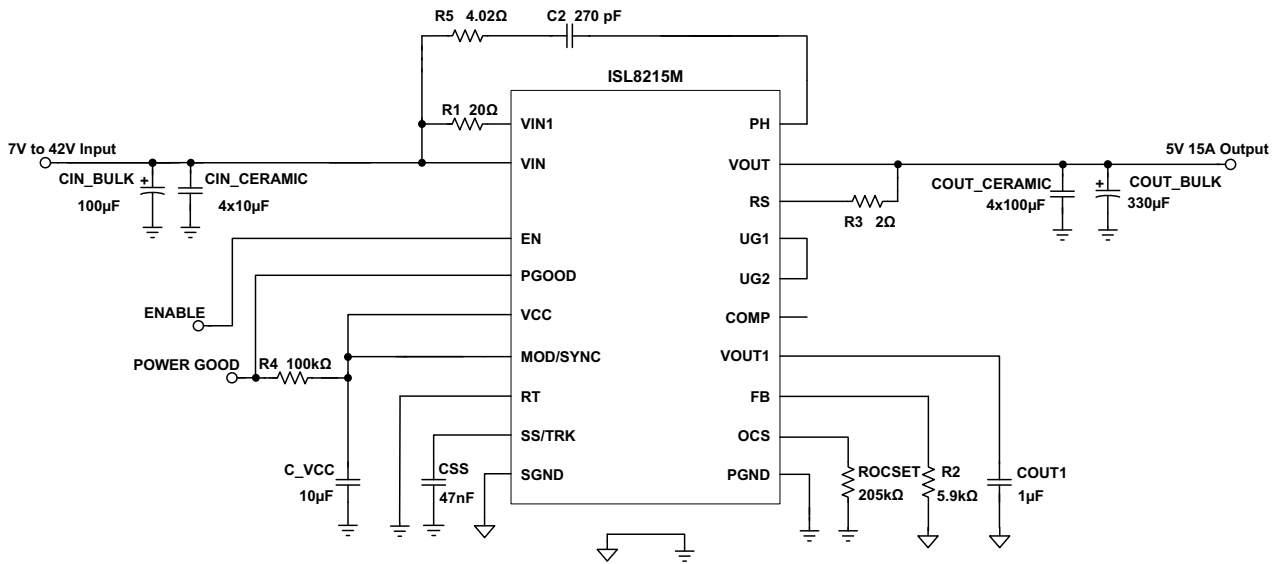 R5 4.02Ω
C2 270 pF
ISL8215M
R1 20Ω
VIN1
PH
7V to 42V Input
VIN
VOUT
5V 15A Output
CIN_BULK
+
100µF
CIN_CERAMIC
4x10µF
RS
R3 2Ω
COUT_CERAMIC
4x100µF
+
COUT_BULK
330µF
EN
UG1
PGOOD
UG2
ENABLE
VCC
COMP
POWER GOOD
R4 100kΩ
MOD/SYNC
VOUT1
RT
FB
SS/TRK
OCS
C_VCC
10µF
CSS
47nF
SGND
PGND
ROCSET
205kΩ
R2
5.9kΩ
COUT1
1µF